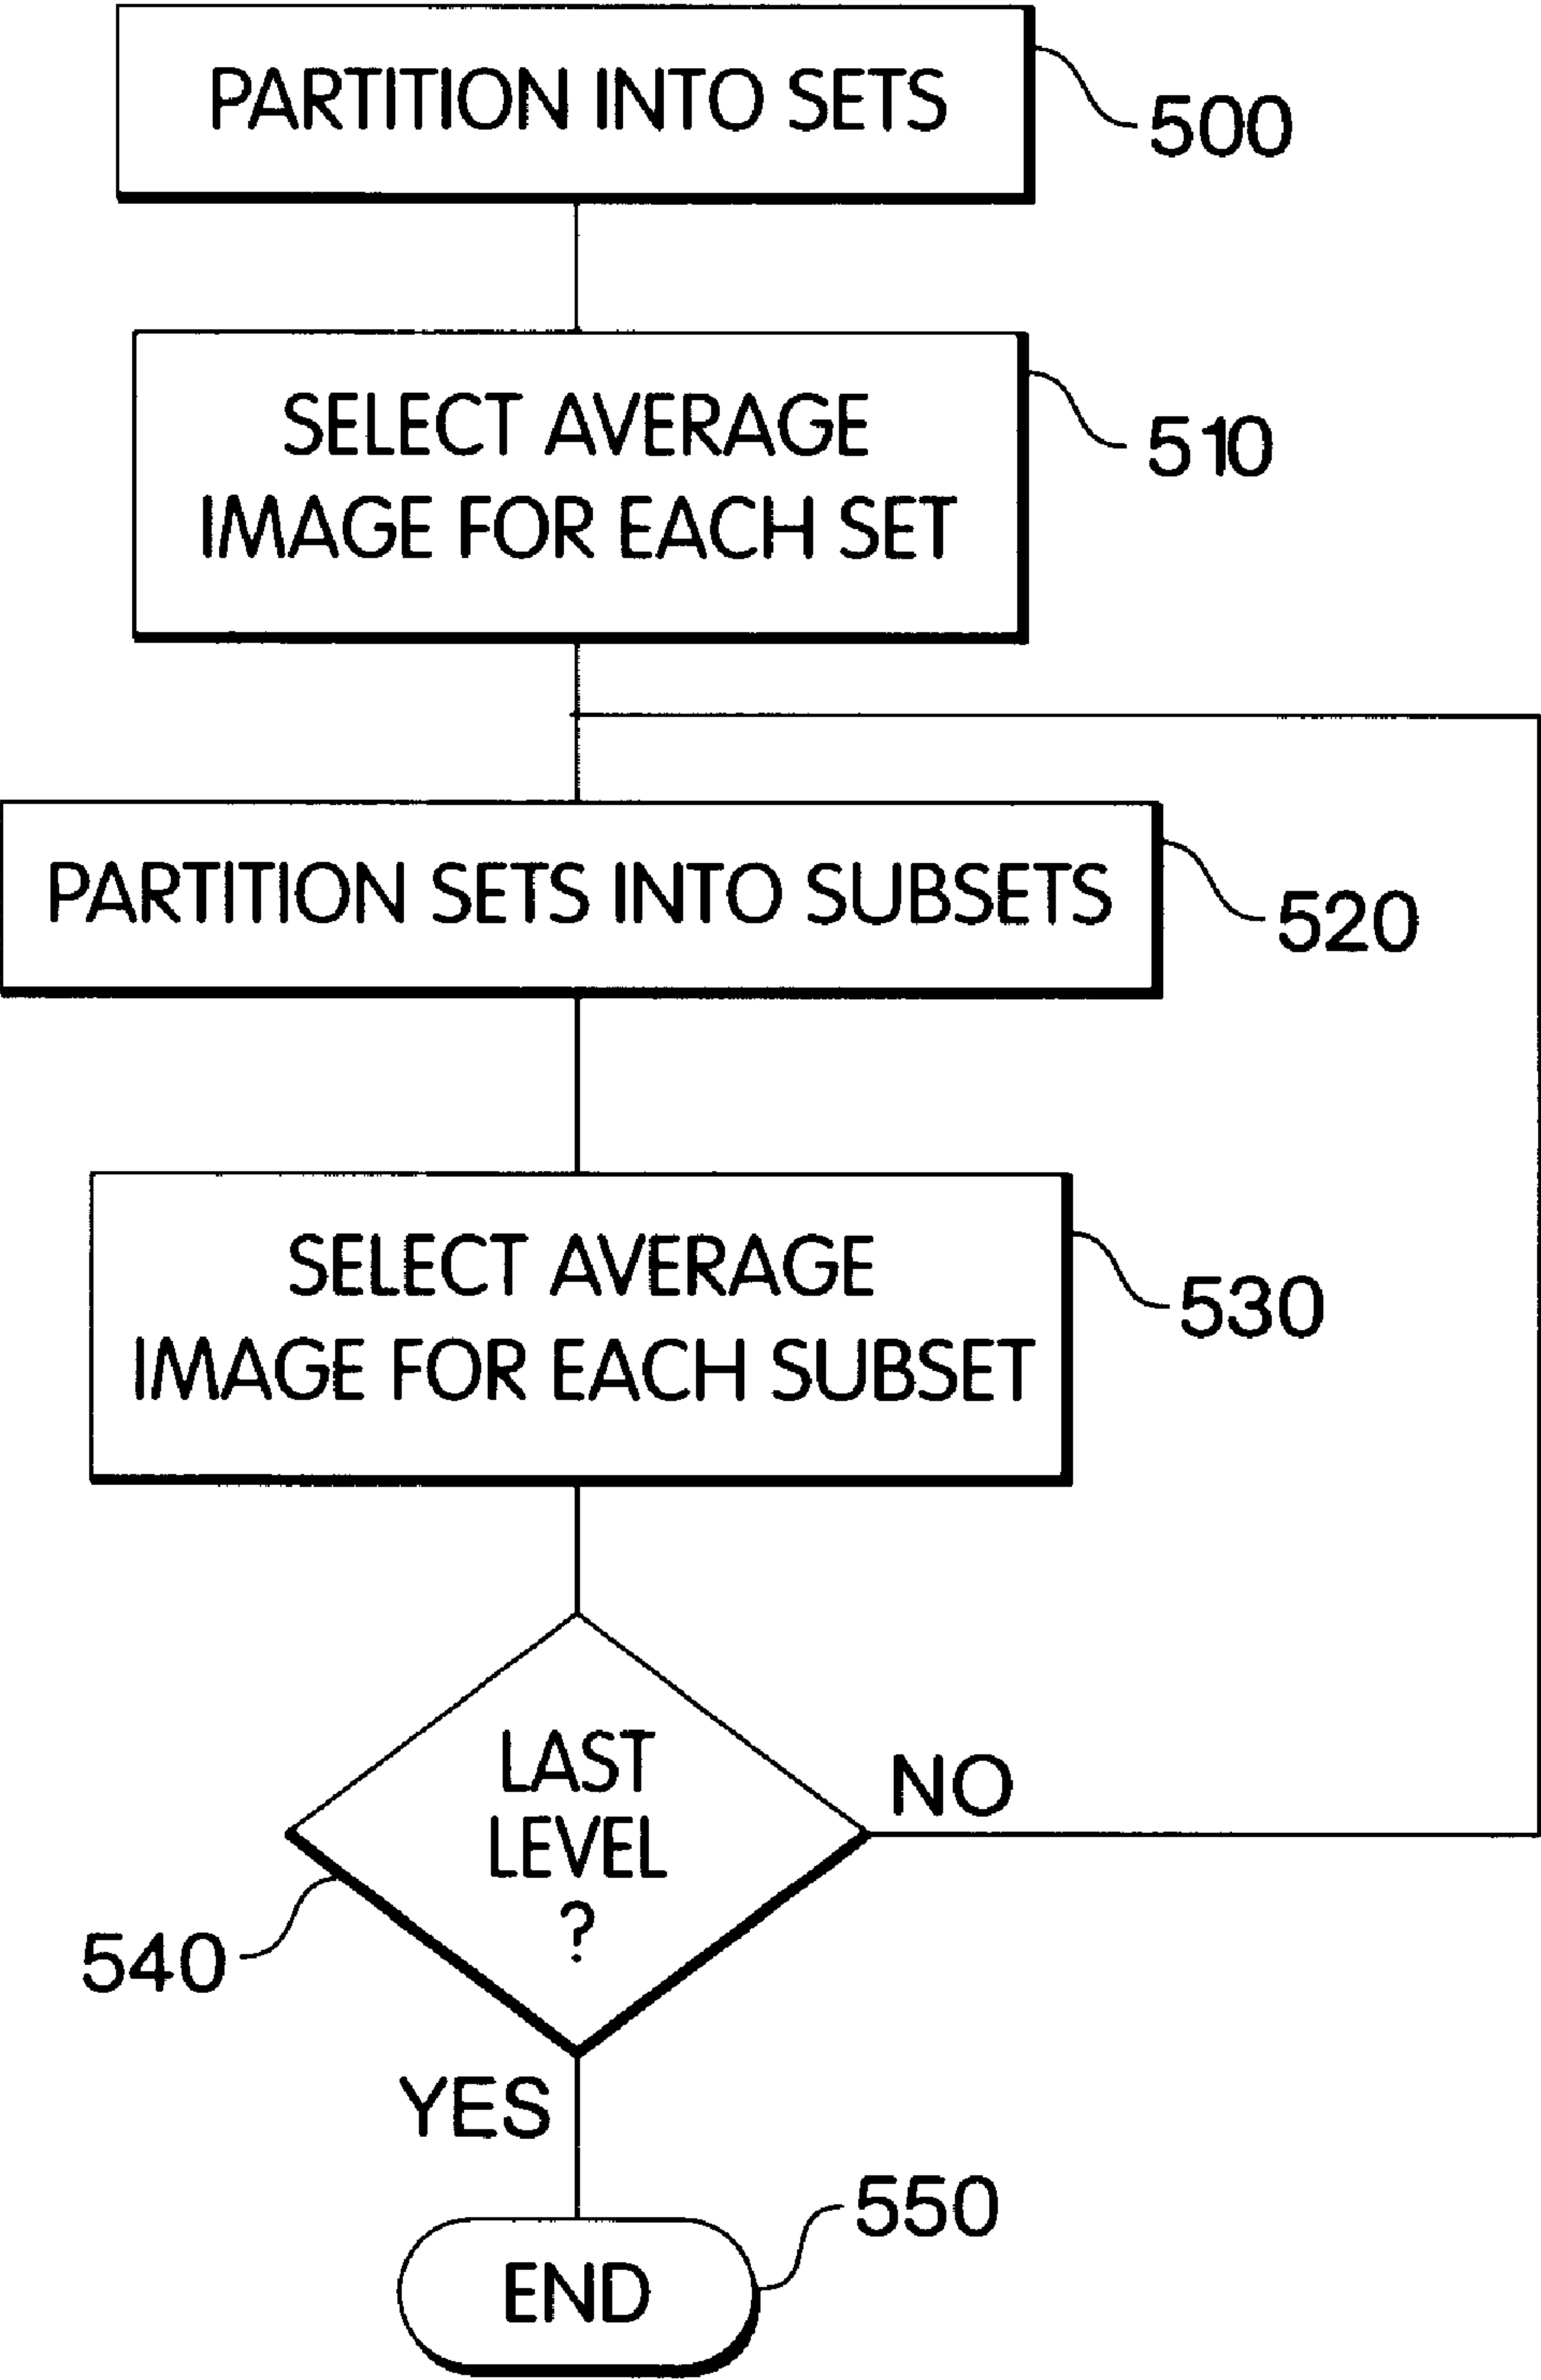 PARTITION INTO SETS
500
SELECT AVERAGE
IMAGE FOR EACH SET
510
PARTITION SETS INTO SUBSETS
520
SELECT AVERAGE
IMAGE FOR EACH SUBSET
530
LAST
LEVEL
?
NO
540
YES
550
END